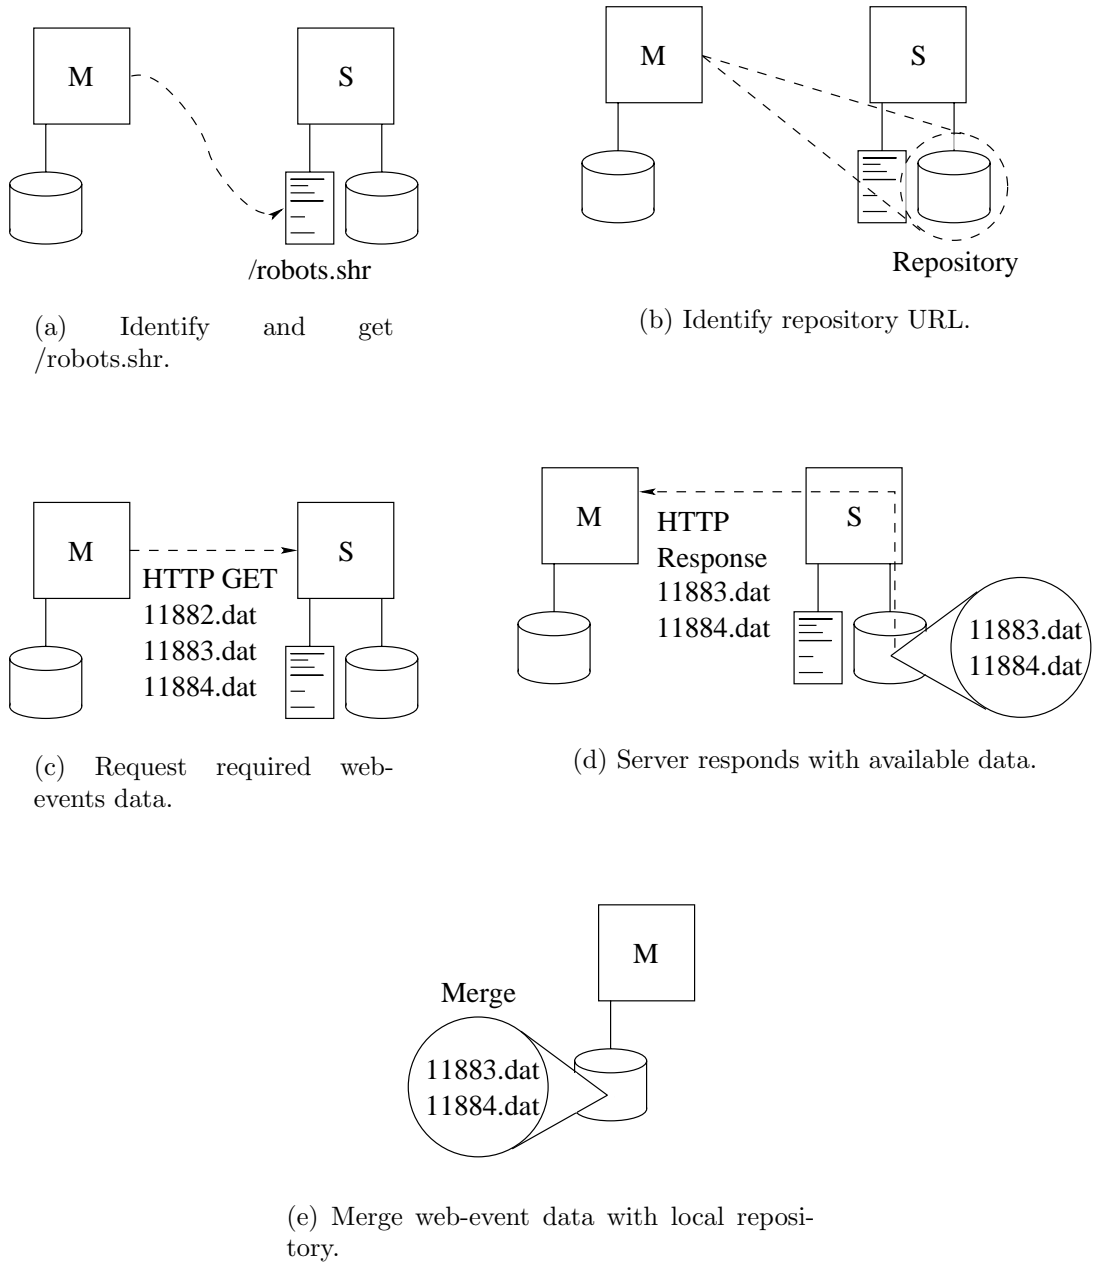 M
S
/robots.shr
(a) Identify and get
/robots.shr.
M
S
Repository
(b) Identify repository URL.
M
S
HTTP GET
11882.dat
11883.dat
11884.dat
(c) Request required web-
events data.
M
S
HTTP
Response
11883.dat
11884.dat
11883.dat
11884.dat
(d) Server responds with available data.
M
Merge
11883.dat
11884.dat
(e) Merge web-event data with local reposi-
tory.